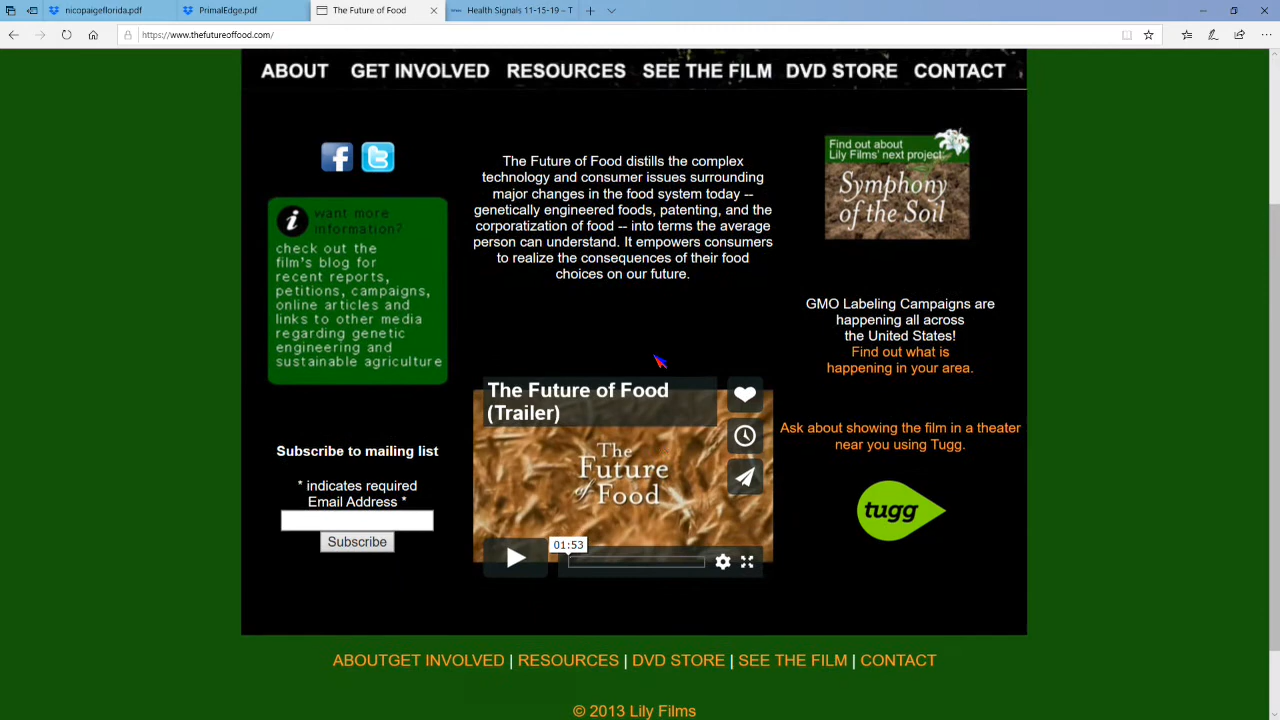 nicopaigeflorida.pdf
PrimalEdge.pdf
The Future of Food
Health Signals 11-15-19 – T
https://www.thefutureoffood.com/
ABOUT GET INVOLVED RESOURCES SEE THE FILM DVD STORE CONTACT
want more
information?
check out the
film's blog for
recent reports,
petitions, campaigns,
online articles and
links to other media
regarding genetic
engineering and
sustainable agriculture
Subscribe to mailing list
* indicates required
Email Address *
Subscribe
The Future of Food distills the complex
technology and consumer issues surrounding
major changes in the food system today --
genetically engineered foods, patenting, and the
corporatization of food -- into terms the average
person can understand. It empowers consumers
to realize the consequences of their food
choices on our future.
The Future of Food
(Trailer)
The
Future
of Food
01:53
Find out about
Lily Films' next project:
Symphony
of the Soil
GMO Labeling Campaigns are
happening all across
the United States!
Find out what is
happening in your area.
Ask about showing the film in a theater
near you using Tugg.
tugg
ABOUTGET INVOLVED | RESOURCES | DVD STORE | SEE THE FILM | CONTACT
© 2013 Lily Films